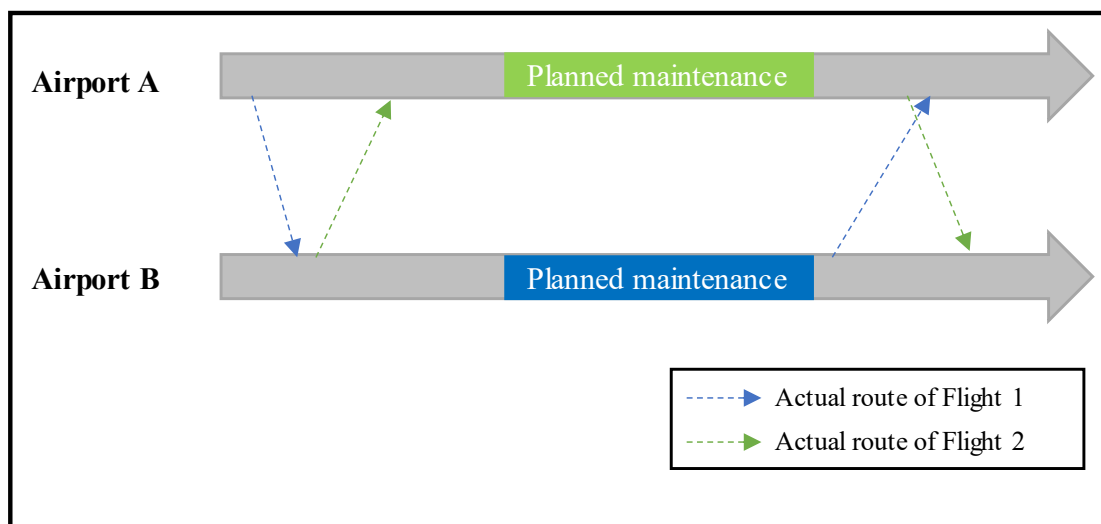 Airport A
Planned maintenance
Airport B
Planned maintenance
Actual route of Flight 1
Actual route of Flight 2